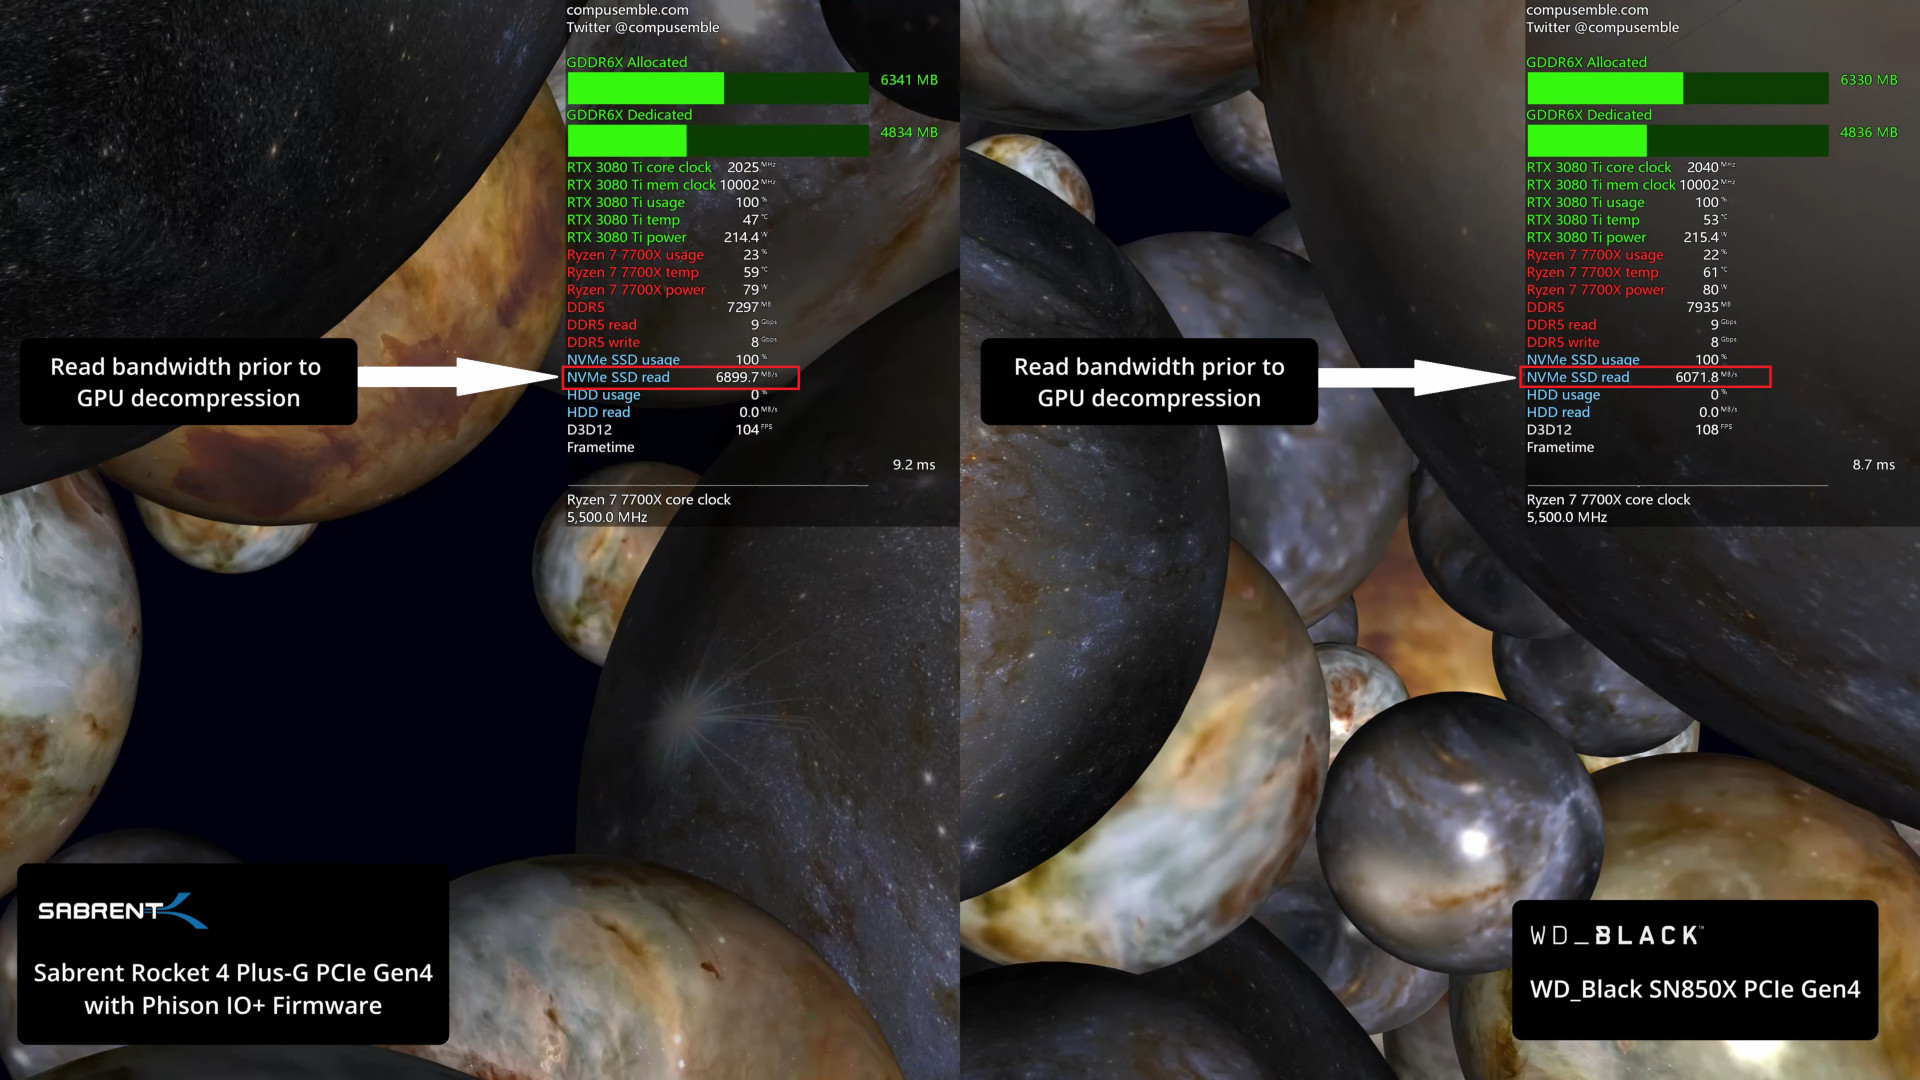 compusemble.com
Twitter @compusemble
GDDR6X Allocated
6341 MB
GDDR6X Dedicated
4834 MB
RTX 3080 Ti core clock 2025 MHz
RTX 3080 Ti mem clock 10002 MHz
RTX 3080 Ti usage 100 %
RTX 3080 Ti temp 47 °C
RTX 3080 Ti power 214.4 W
Ryzen 7 7700X usage 23 %
Ryzen 7 7700X temp 59 °C
Ryzen 7 7700X power 79 W
DDR5 7297 MB
DDR5 read 9 Gbps
DDR5 write 8 Gbps
NVMe SSD usage 100 %
NVMe SSD read 6899.7 MB/s
HDD usage 0 %
HDD read 0.0 MB/s
D3D12 104 FPS
Frametime
9.2 ms
Ryzen 7 7700X core clock
5,500.0 MHz
Read bandwidth prior to
GPU decompression
SABRENT
Sabrent Rocket 4 Plus-G PCIe Gen4
with Phison IO+ Firmware
compusemble.com
Twitter @compusemble
GDDR6X Allocated
6330 MB
GDDR6X Dedicated
4836 MB
RTX 3080 Ti core clock 2040 MHz
RTX 3080 Ti mem clock 10002 MHz
RTX 3080 Ti usage 100 %
RTX 3080 Ti temp 53 °C
RTX 3080 Ti power 215.4 W
Ryzen 7 7700X usage 22 %
Ryzen 7 7700X temp 61 °C
Ryzen 7 7700X power 80 W
DDR5 7935 MB
DDR5 read 9 Gbps
DDR5 write 8 Gbps
NVMe SSD usage 100 %
NVMe SSD read 6071.8 MB/s
HDD usage 0 %
HDD read 0.0 MB/s
D3D12 108 FPS
Frametime
8.7 ms
Ryzen 7 7700X core clock
5,500.0 MHz
Read bandwidth prior to
GPU decompression
WD_BLACK™
WD_Black SN850X PCIe Gen4